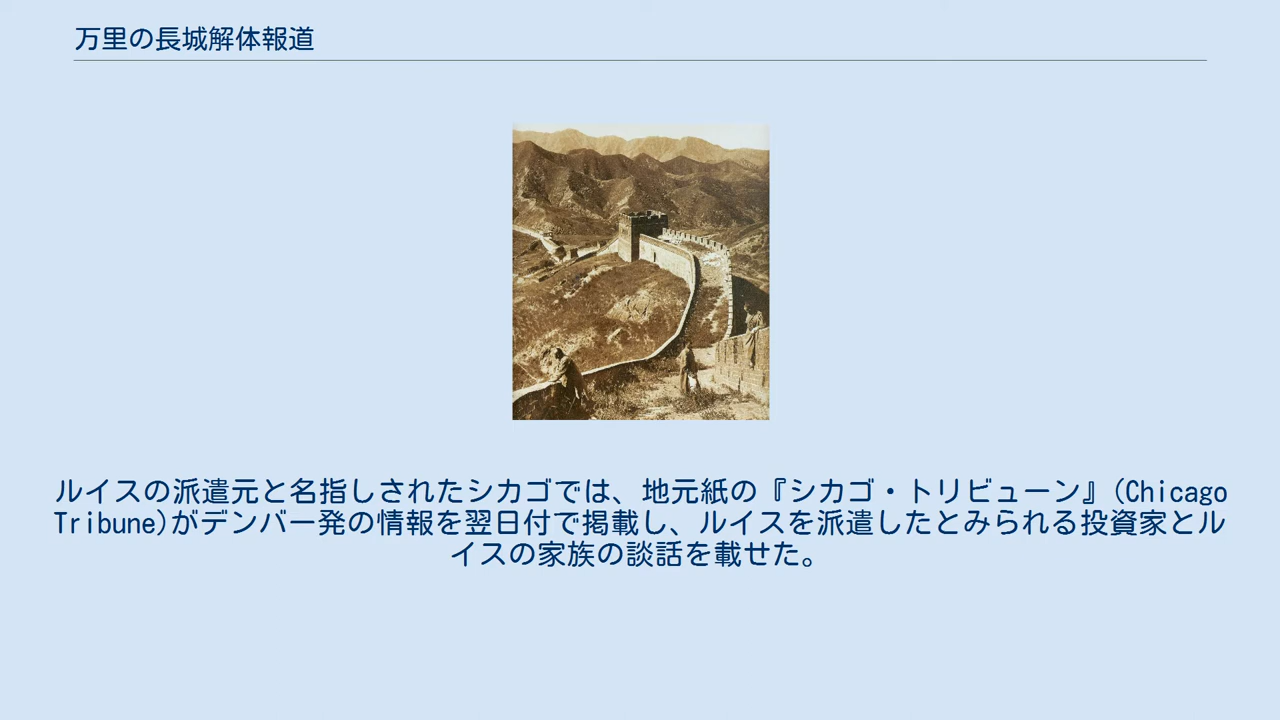 万里の長城解体報道
ルイスの派遣元と名指しされたシカゴでは、地元紙の『シカゴ・トリビューン』(Chicago
Tribune)がデンバー発の情報を翌日付で掲載し、ルイスを派遣したとみられる投資家とル
イスの家族の談話を載せた。